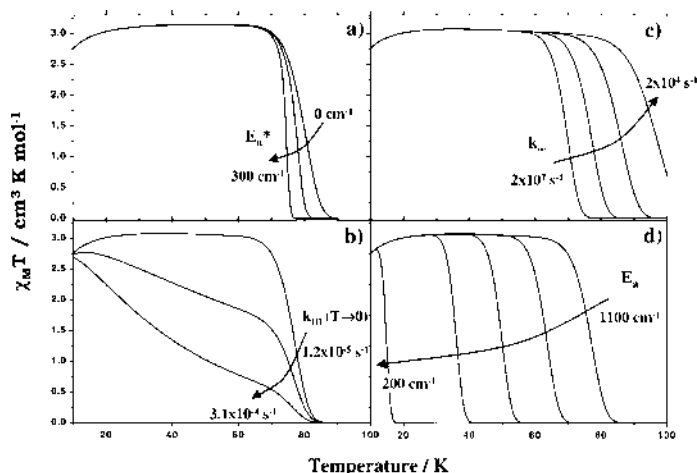 a)
0 cm⁻¹
Eₐ*
300 cm⁻¹
3.0
2.5
2.0
1.5
1.0
0.5
0.0
c)
2x10⁴ s⁻¹
k∞
2x10⁷ s⁻¹
b)
(T→0)
1.2x10⁻⁵ s⁻¹
3.1x10⁻⁴ s⁻¹
3.0
2.5
2.0
1.5
1.0
0.5
0.0
20
40
60
80
100
d)
Eₐ
1100 cm⁻¹
200 cm⁻¹
20
40
60
80
100
χMT / cm³ K mol⁻¹
Temperature / K